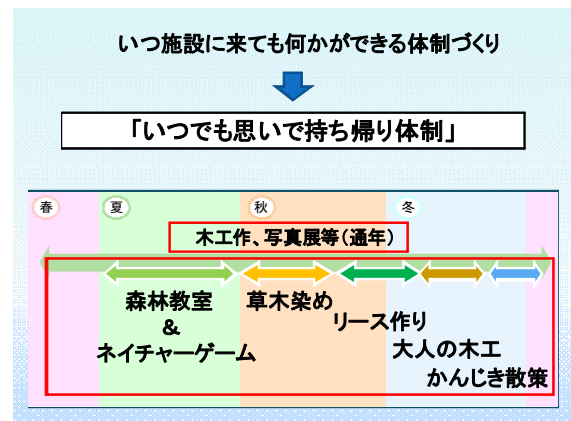 いつ施設に来ても何かができる体制づくり
「いつでも思いで持ち帰り体制」
春
夏
秋
冬
木工作、写真展等(通年)
森林教室
&
ネイチャーゲーム
草木染め
リース作り
大人の木工
かんじき散策